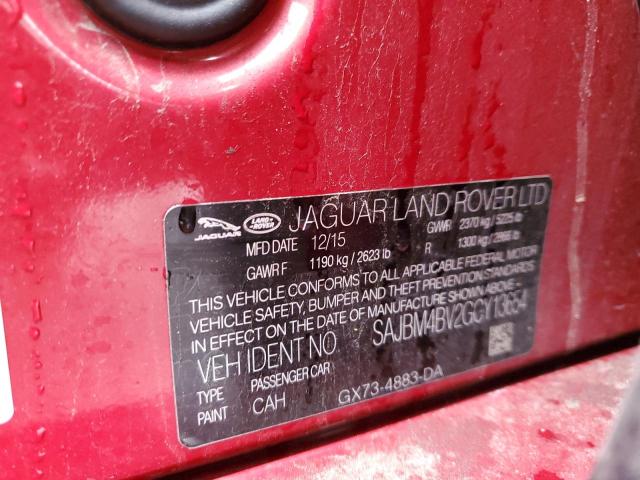 JAGUAR LAND-ROVER JAGUAR LAND ROVER LTD
MFD DATE 12/15 GVWR 2370 kg / 5225 lb
GAWR F 1190 kg / 2623 lb R 1300 kg / 2866 lb
THIS VEHICLE CONFORMS TO ALL APPLICABLE FEDERAL MOTOR
VEHICLE SAFETY, BUMPER AND THEFT PREVENTION STANDARDS
IN EFFECT ON THE DATE OF MANUFACTURE SHOWN ABOVE.
VEH IDENT NO SAJBM4BV2GCY13654
TYPE PASSENGER CAR
PAINT CAH GX73-4883-DA